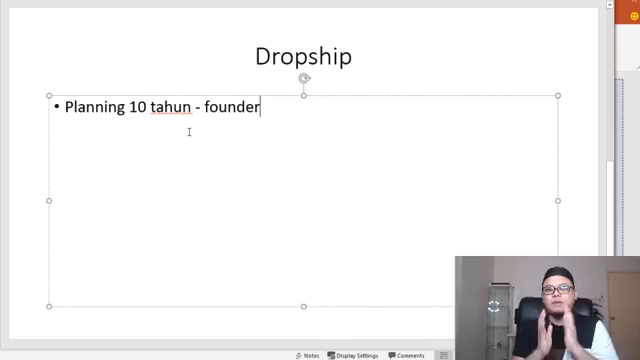 Dropship
• Planning 10 tahun - founder
Notes
Display Settings
Comments